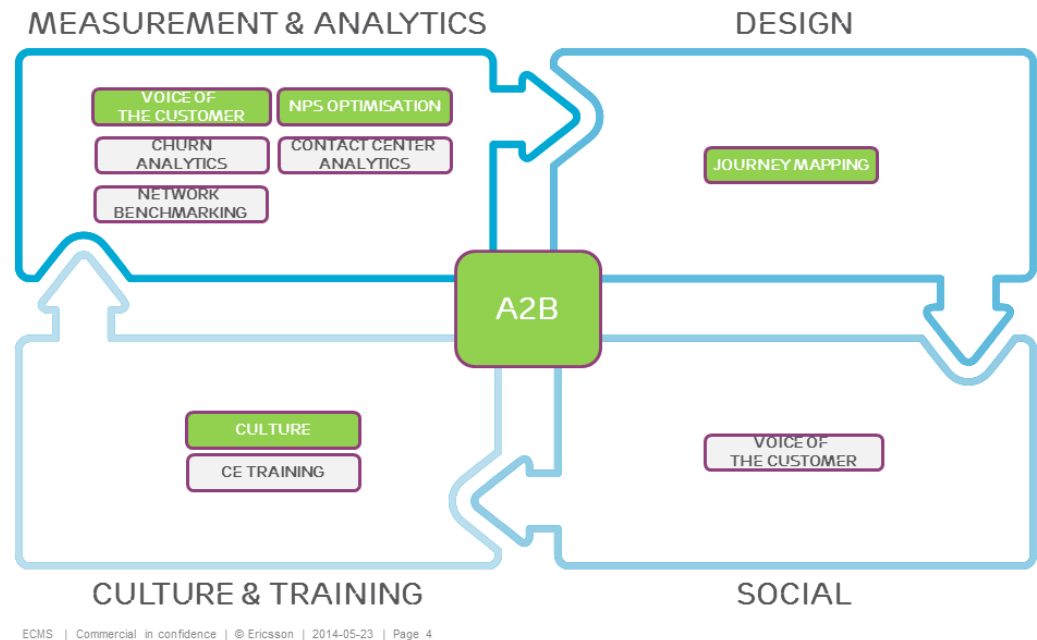 MEASUREMENT & ANALYTICS
DESIGN
VOICE OF
THE CUSTOMER
NPS OPTIMISATION
CHURN
ANALYTICS
CONTACT CENTER
ANALYTICS
NETWORK
BENCHMARKING
JOURNEY MAPPING
A2B
CULTURE
CE TRAINING
VOICE OF
THE CUSTOMER
CULTURE & TRAINING
SOCIAL
ECMS | Commercial in confidence | © Ericsson | 2014-05-23 | Page 4